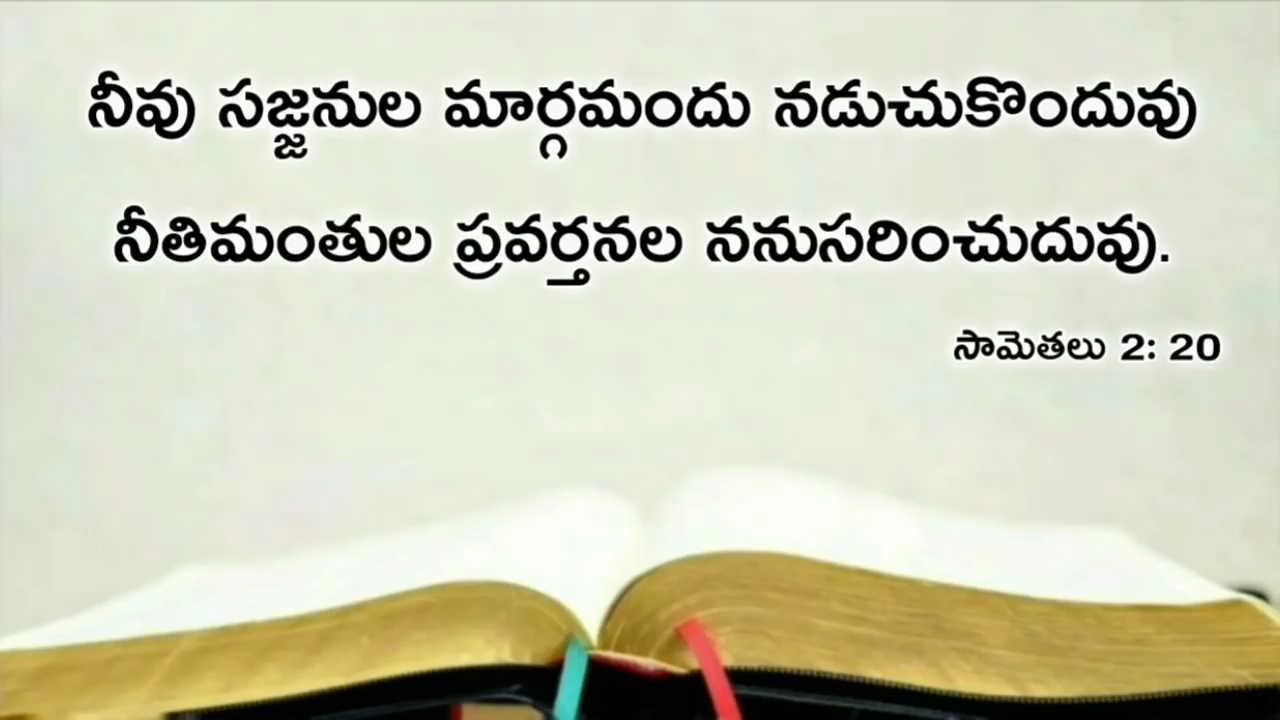 నీవు సజ్జనుల మార్గమందు నడుచుకొందువు
నీతిమంతుల ప్రవర్తనల ననుసరించుదువు.
సామెతలు 2: 20